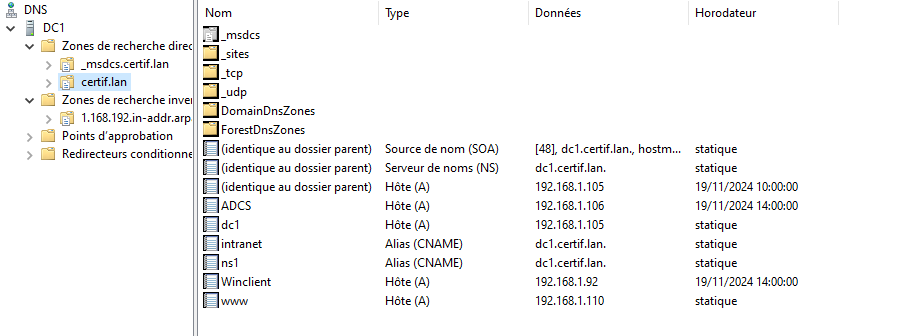 DNS
DC1
Zones de recherche direc
_msdcs.certif.lan
certif.lan
Zones de recherche inver
1.168.192.in-addr.arpa
Points d'approbation
Redirecteurs conditionne
Nom Type Données Horodateur
_msdcs
_sites
_tcp
_udp
DomainDnsZones
ForestDnsZones
(identique au dossier parent) Source de nom (SOA) [48], dc1.certif.lan., hostm... statique
(identique au dossier parent) Serveur de noms (NS) dc1.certif.lan. statique
(identique au dossier parent) Hôte (A) 192.168.1.105 19/11/2024 10:00:00
ADCS Hôte (A) 192.168.1.106 19/11/2024 14:00:00
dc1 Hôte (A) 192.168.1.105 statique
intranet Alias (CNAME) dc1.certif.lan. statique
ns1 Alias (CNAME) dc1.certif.lan. statique
Winclient Hôte (A) 192.168.1.92 19/11/2024 14:00:00
www Hôte (A) 192.168.1.110 statique